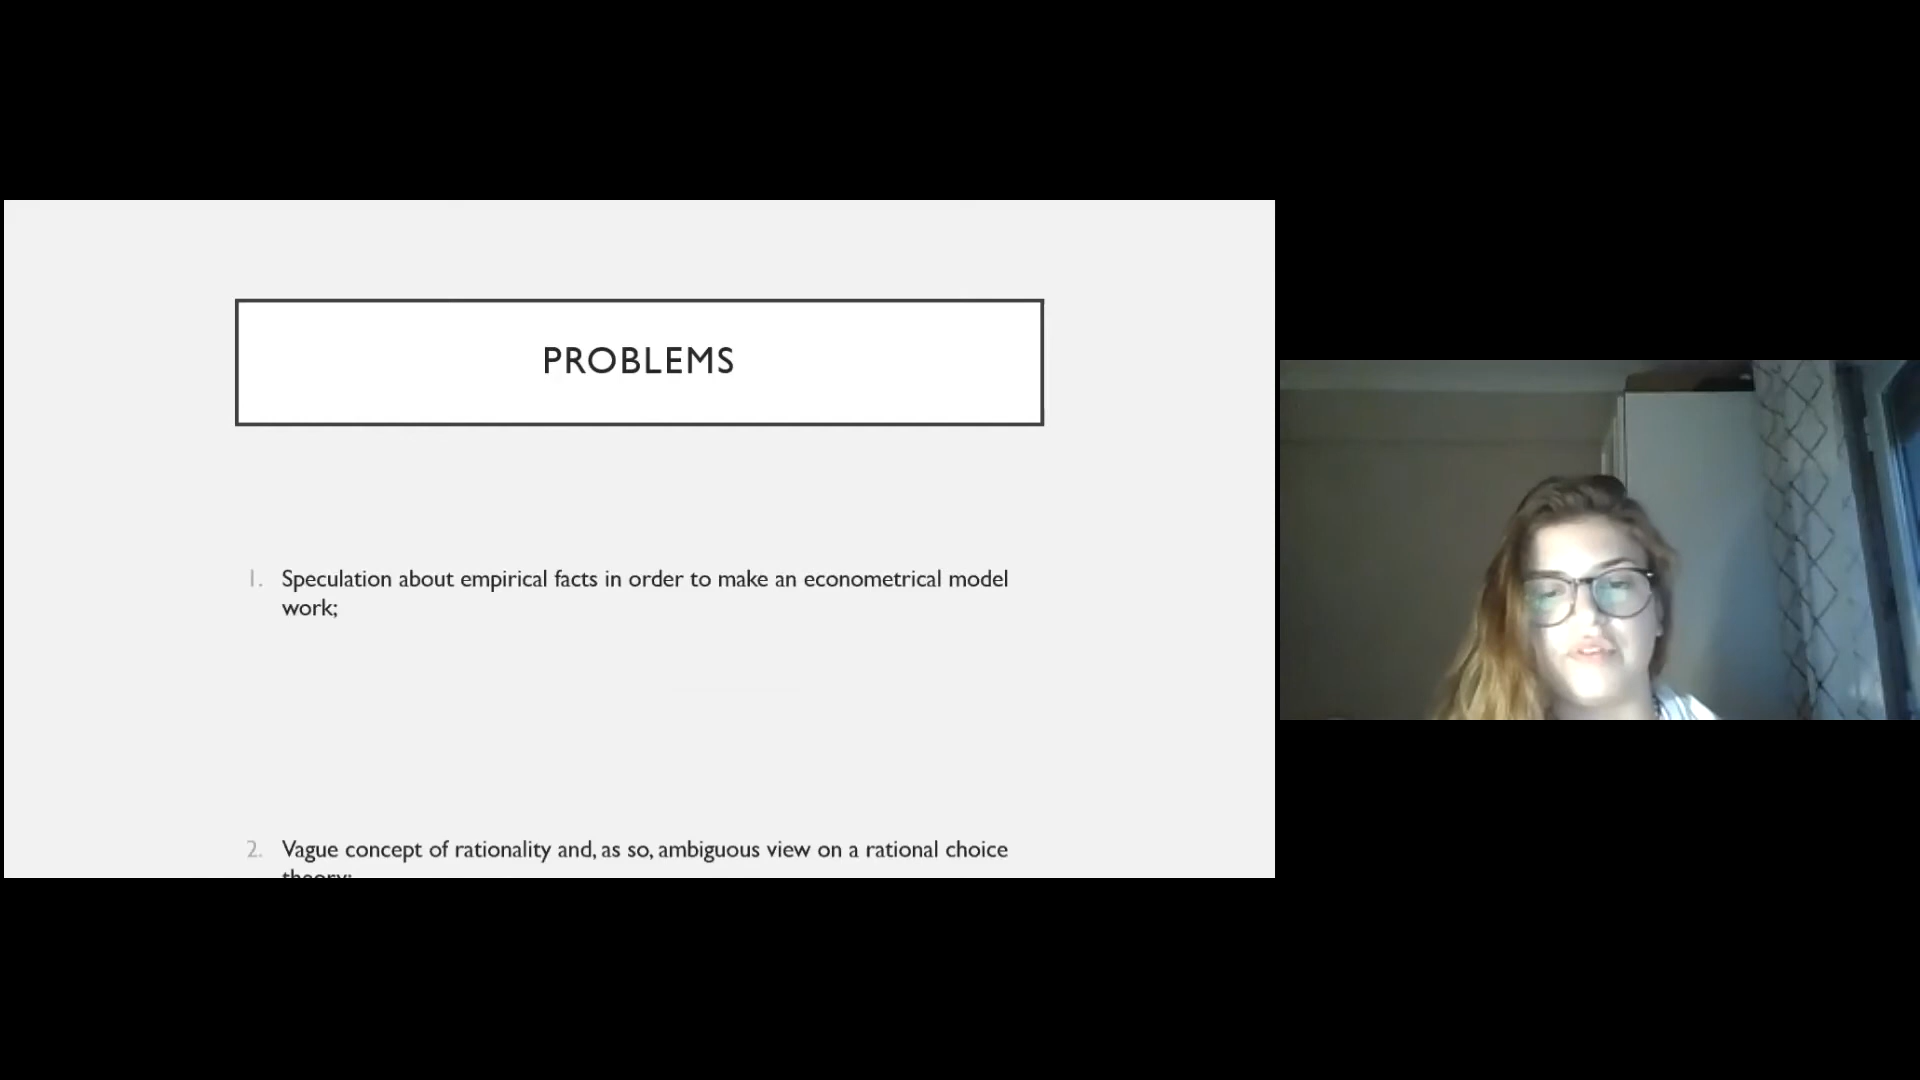 PROBLEMS
1. Speculation about empirical facts in order to make an econometrical model
work;
2. Vague concept of rationality and, as so, ambiguous view on a rational choice
theory;